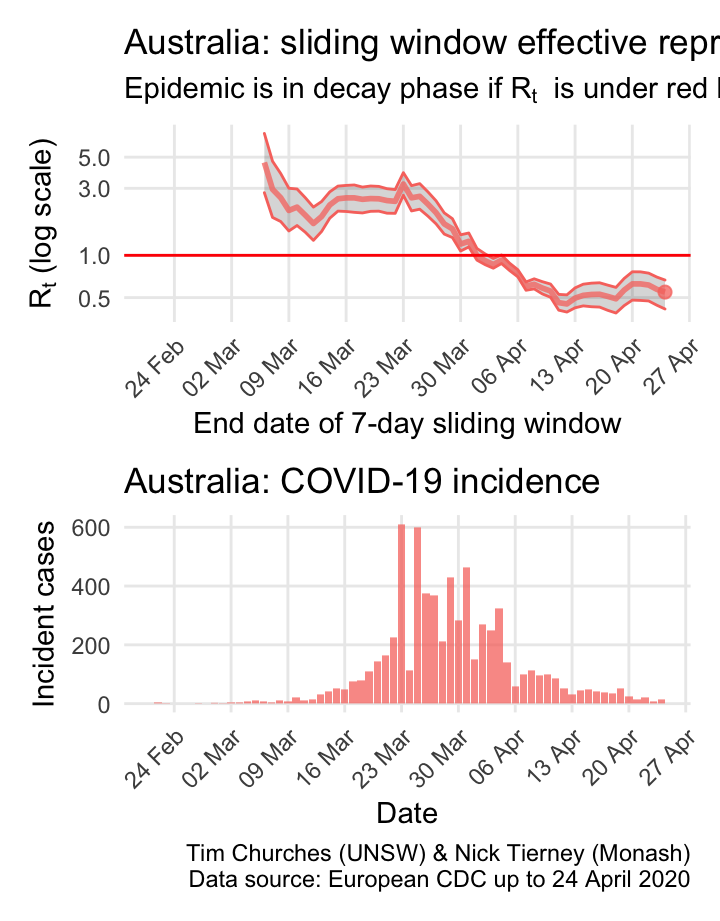 Australia: sliding window effective repr
Epidemic is in decay phase if Rt is under red
Rt (log scale)
5.0
3.0
1.0
0.5
24 Feb
02 Mar
09 Mar
16 Mar
23 Mar
30 Mar
06 Apr
13 Apr
20 Apr
27 Apr
End date of 7-day sliding window
Australia: COVID-19 incidence
Incident cases
600
400
200
0
24 Feb
02 Mar
09 Mar
16 Mar
23 Mar
30 Mar
06 Apr
13 Apr
20 Apr
27 Apr
Date
Tim Churches (UNSW) & Nick Tierney (Monash)
Data source: European CDC up to 24 April 2020